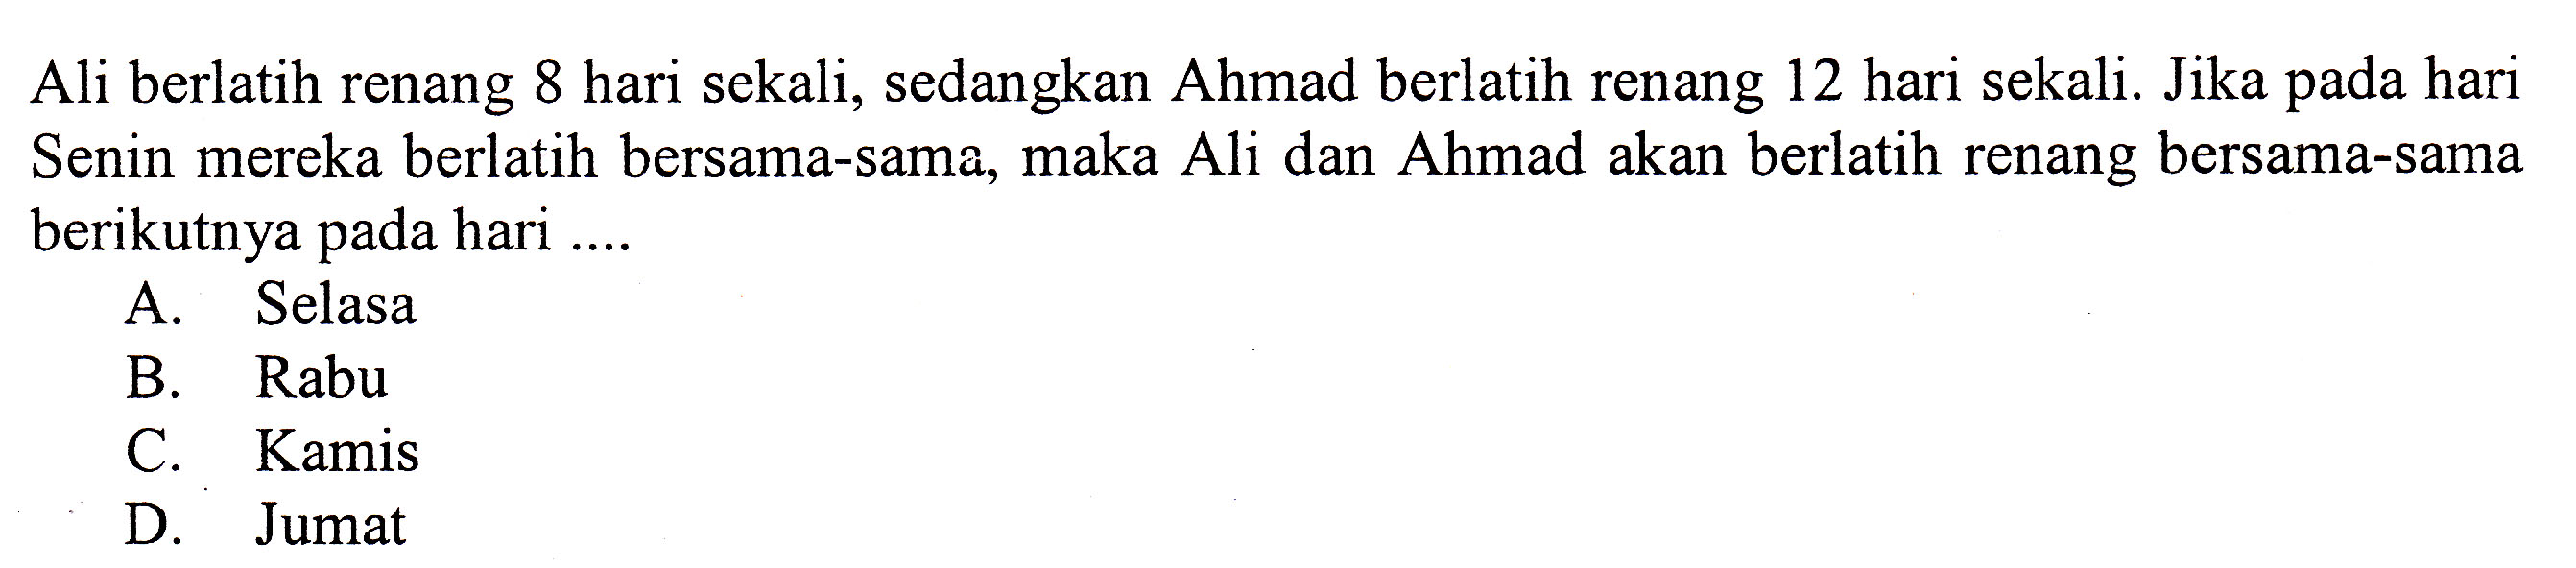 Ali berlatih renang 8 hari sekali, sedangkan Ahmad berlatih renang 12 hari sekali. Jika pada hari
Senin mereka berlatih bersama-sama, maka Ali dan Ahmad akan berlatih renang bersama-sama
berikutnya pada hari ....
A. Selasa
B. Rabu
C. Kamis
D. Jumat